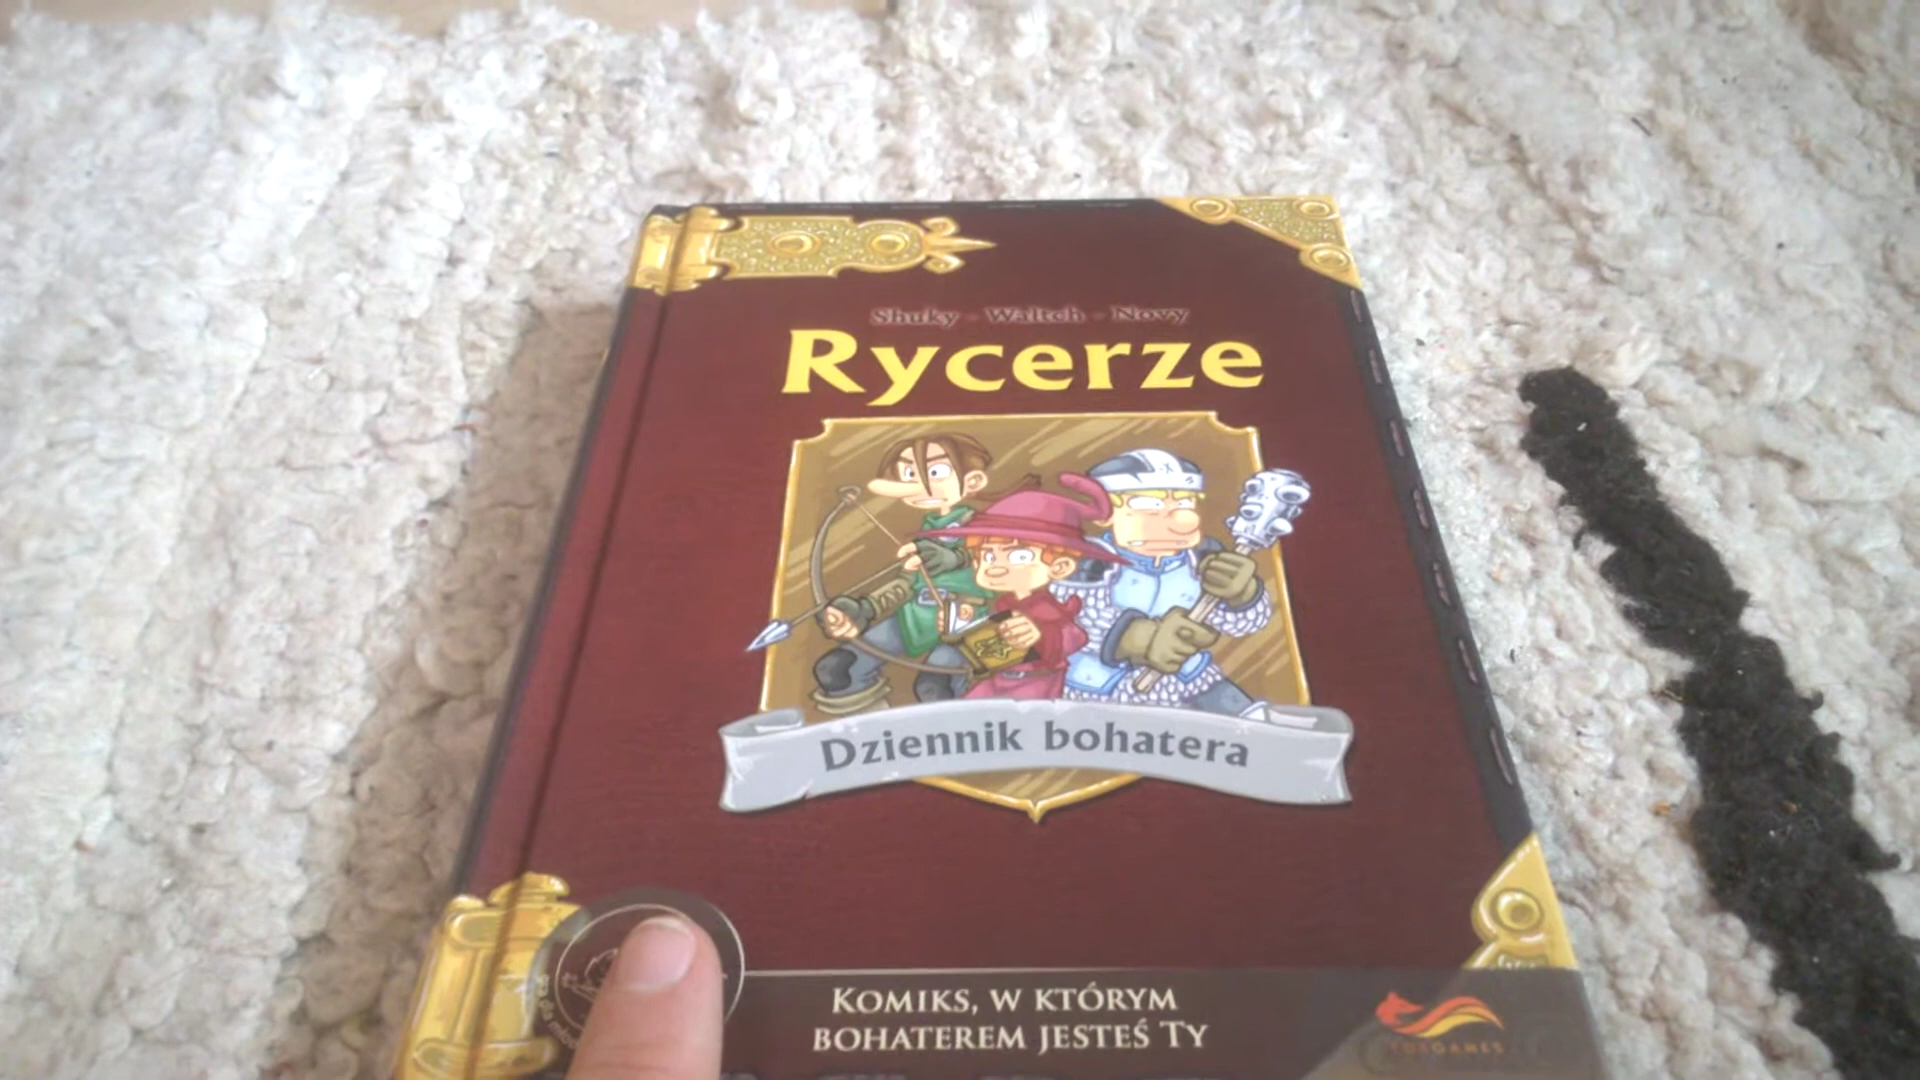 Shuky - Waltch - Novy
Rycerze
Dziennik bohatera
KOMIKS, W KTÓRYM
BOHATEREM JESTEŚ TY